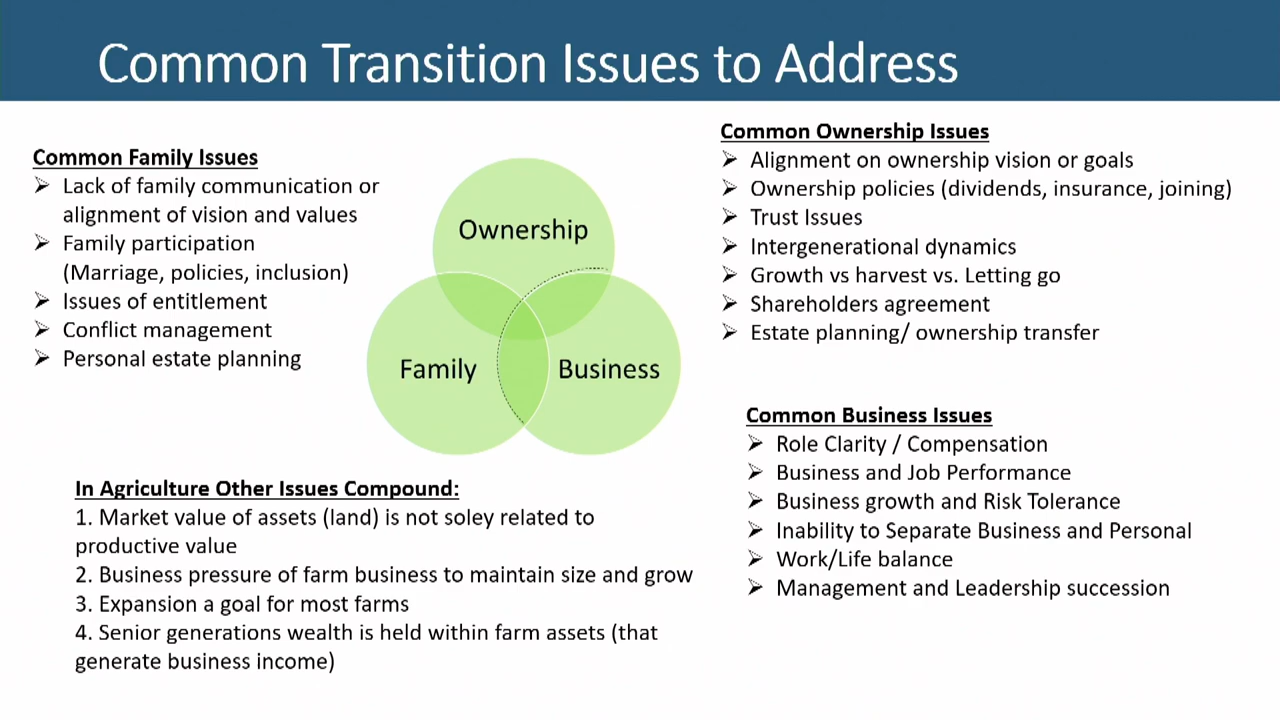 Common Transition Issues to Address
Common Family Issues
➢ Lack of family communication or
alignment of vision and values
➢ Family participation
(Marriage, policies, inclusion)
➢ Issues of entitlement
➢ Conflict management
➢ Personal estate planning
Ownership
Family
Business
Common Ownership Issues
➢ Alignment on ownership vision or goals
➢ Ownership policies (dividends, insurance, joining)
➢ Trust Issues
➢ Intergenerational dynamics
➢ Growth vs harvest vs. Letting go
➢ Shareholders agreement
➢ Estate planning/ ownership transfer
Common Business Issues
➢ Role Clarity / Compensation
➢ Business and Job Performance
➢ Business growth and Risk Tolerance
➢ Inability to Separate Business and Personal
➢ Work/Life balance
➢ Management and Leadership succession
In Agriculture Other Issues Compound:
1. Market value of assets (land) is not soley related to
productive value
2. Business pressure of farm business to maintain size and grow
3. Expansion a goal for most farms
4. Senior generations wealth is held within farm assets (that
generate business income)